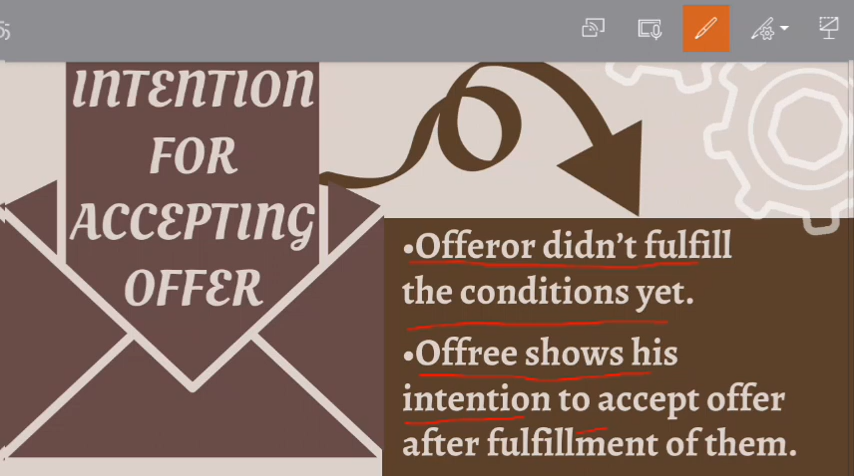 INTENTION
FOR
ACCEPTING
OFFER
•Offeror didn't fulfill
the conditions yet.
•Offree shows his
intention to accept offer
after fulfillment of them.